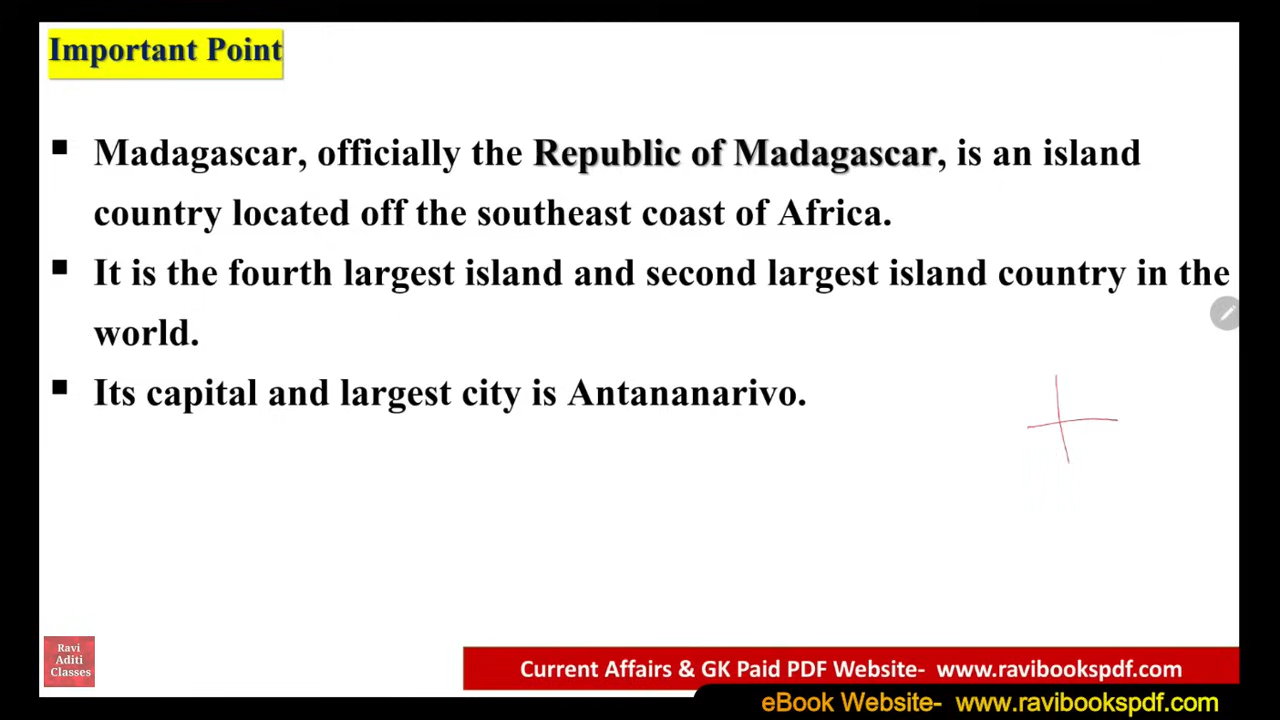 Important Point
▪ Madagascar, officially the Republic of Madagascar, is an island
country located off the southeast coast of Africa.
▪ It is the fourth largest island and second largest island country in the
world.
▪ Its capital and largest city is Antananarivo.
Ravi
Aditi
Classes
Current Affairs & GK Paid PDF Website- www.ravibookspdf.com
eBook Website- www.ravibookspdf.com